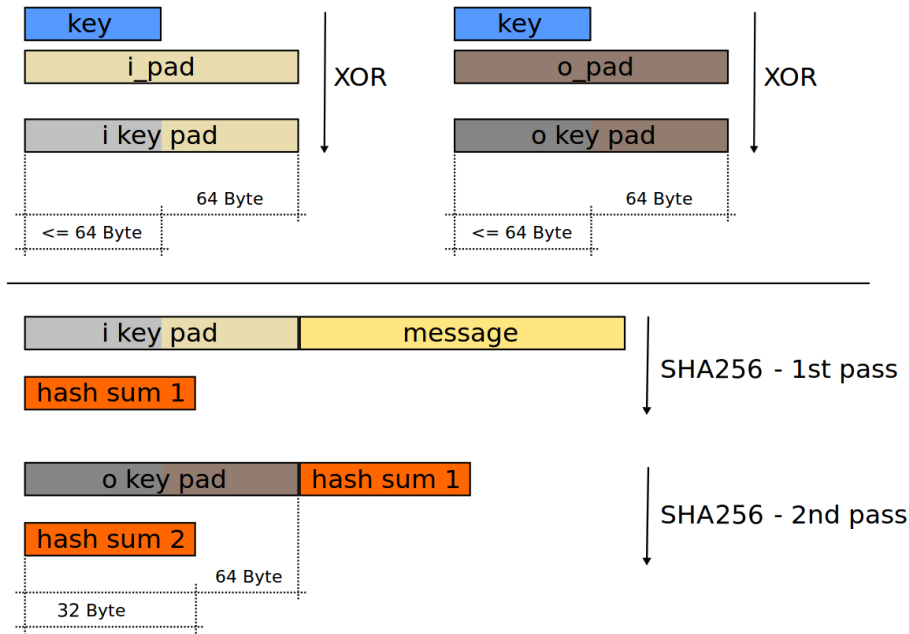 key
i_pad
XOR
i key pad
64 Byte
<= 64 Byte
key
o_pad
XOR
o key pad
64 Byte
<= 64 Byte
i key pad message
SHA256 - 1st pass
hash sum 1
o key pad hash sum 1
SHA256 - 2nd pass
hash sum 2
64 Byte
32 Byte